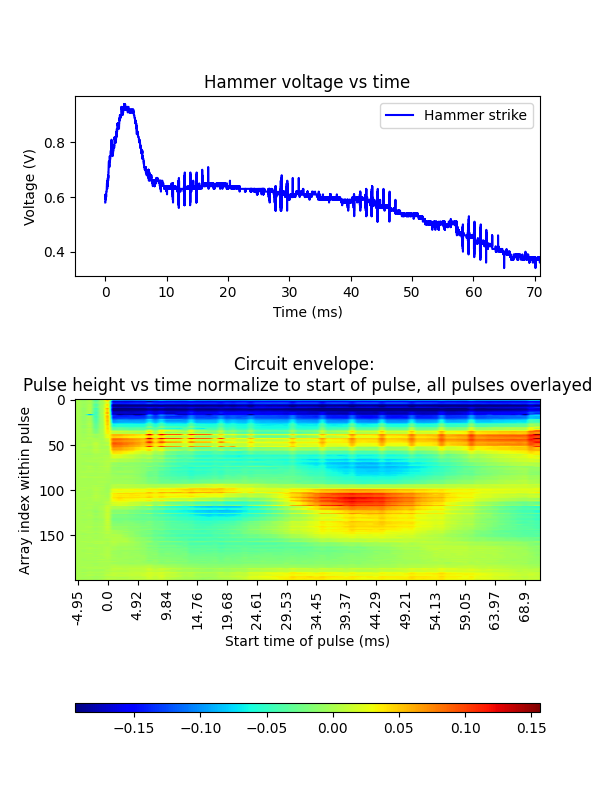 Hammer voltage vs time
Hammer strike
Voltage (V)
0.8
0.6
0.4
0 10 20 30 40 50 60 70
Time (ms)
Circuit envelope:
Pulse height vs time normalize to start of pulse, all pulses overlayed
Array index within pulse
0
50
100
150
-4.95 0.0 4.92 9.84 14.76 19.68 24.61 29.53 34.45 39.37 44.29 49.21 54.13 59.05 63.97 68.9
Start time of pulse (ms)
−0.15 −0.10 −0.05 0.00 0.05 0.10 0.15